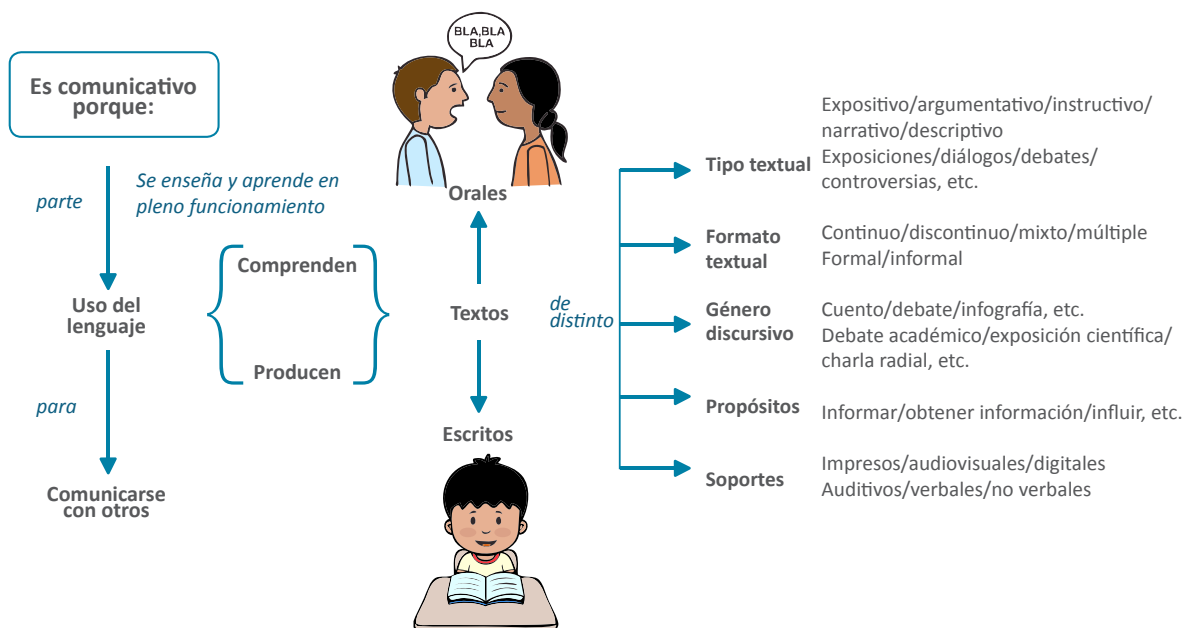 BLA,BLA
BLA
Es comunicativo
porque:
parte
Se enseña y aprende en
pleno funcionamiento
Uso del
lenguaje
para
Comunicarse
con otros
Comprenden
Producen
Orales
Textos
Escritos
de
distinto
Tipo textual
Expositivo/argumentativo/instructivo/
narrativo/descriptivo
Exposiciones/diálogos/debates/
controversias, etc.
Formato
textual
Continuo/discontinuo/mixto/múltiple
Formal/informal
Género
discursivo
Cuento/debate/infografía, etc.
Debate académico/exposición científica/
charla radial, etc.
Propósitos
Informar/obtener información/influir, etc.
Soportes
Impresos/audiovisuales/digitales
Auditivos/verbales/no verbales